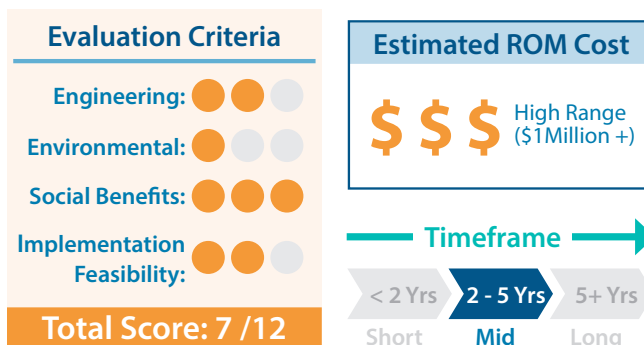 Evaluation Criteria
Engineering:
Environmental:
Social Benefits:
Implementation
Feasibility:
Total Score: 7 /12
Estimated ROM Cost
$ $ $
High Range
($1Million +)
Timeframe
< 2 Yrs
2 - 5 Yrs
5+ Yrs
Short
Mid
Long